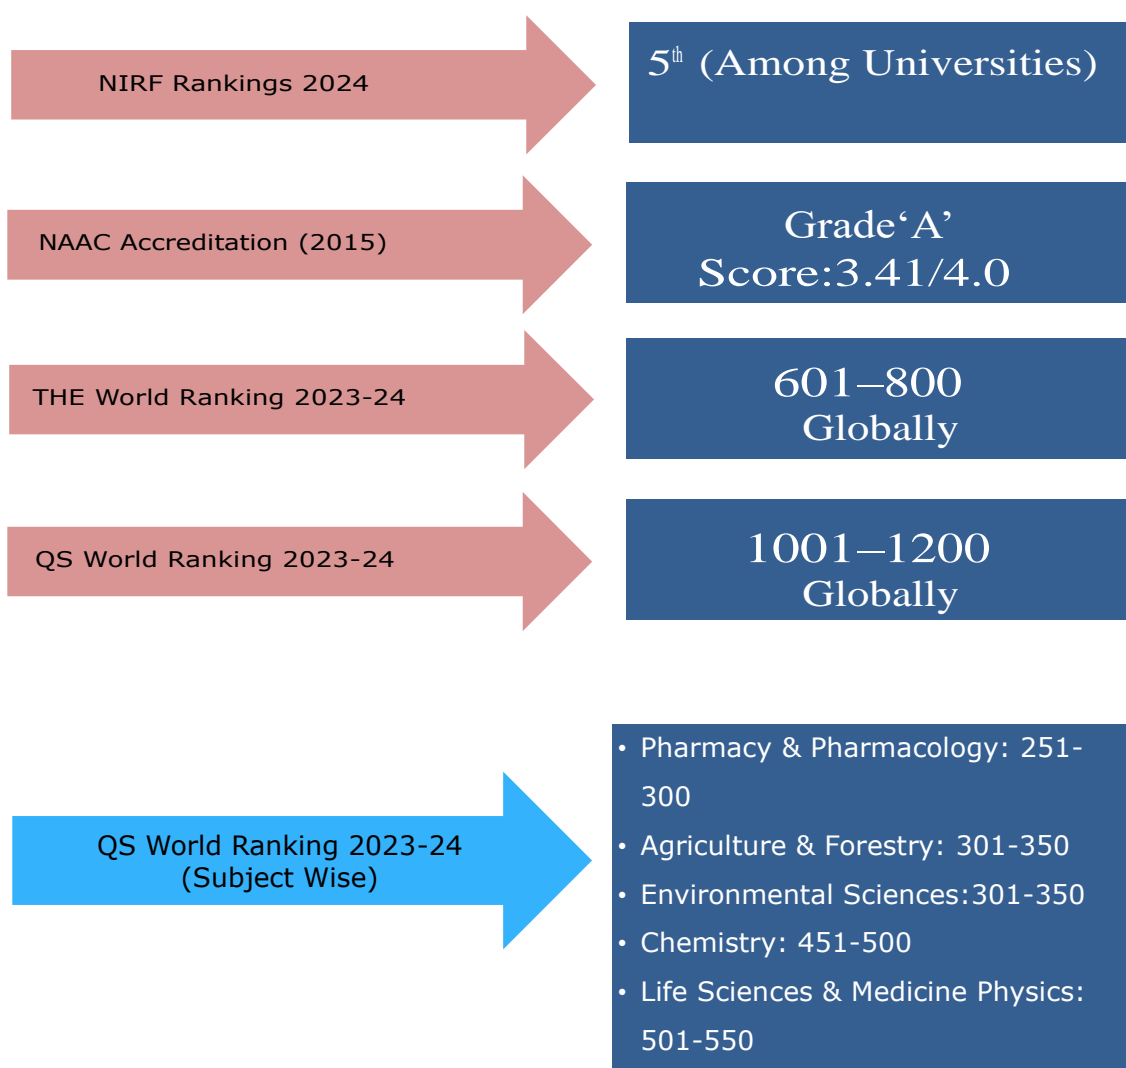 NIRF Rankings 2024
5th (Among Universities)
NAAC Accreditation (2015)
Grade‘A’
Score:3.41/4.0
THE World Ranking 2023-24
601–800
Globally
QS World Ranking 2023-24
1001–1200
Globally
QS World Ranking 2023-24
(Subject Wise)
• Pharmacy & Pharmacology: 251-
300
• Agriculture & Forestry: 301-350
• Environmental Sciences:301-350
• Chemistry: 451-500
• Life Sciences & Medicine Physics:
501-550